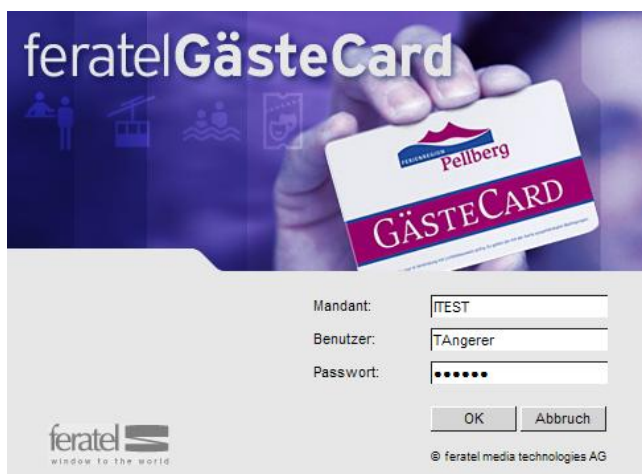 feratelGästeCard
FERIENREGION
Pellberg
GÄSTECARD
Mandant: ITEST
Benutzer: TAngerer
Passwort: ••••••
OK Abbruch
feratel
window to the world
© feratel media technologies AG